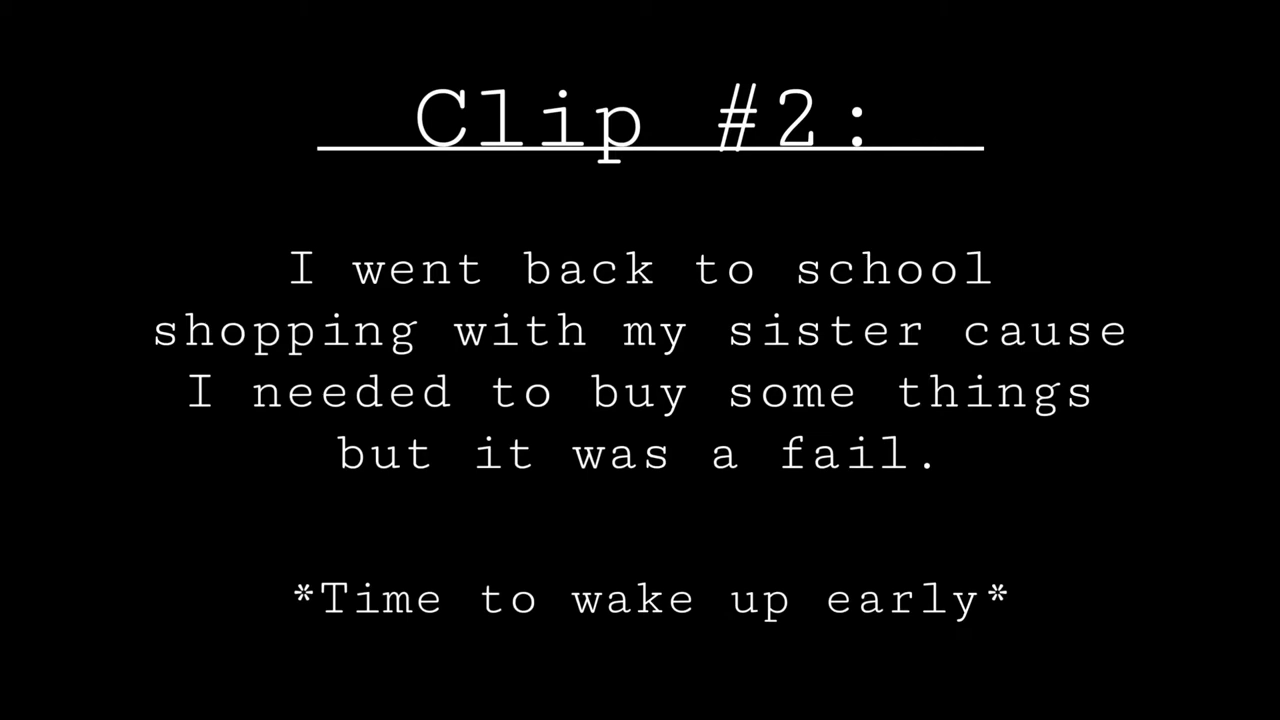 Clip #2:
I went back to school
shopping with my sister cause
I needed to buy some things
but it was a fail.
*Time to wake up early*